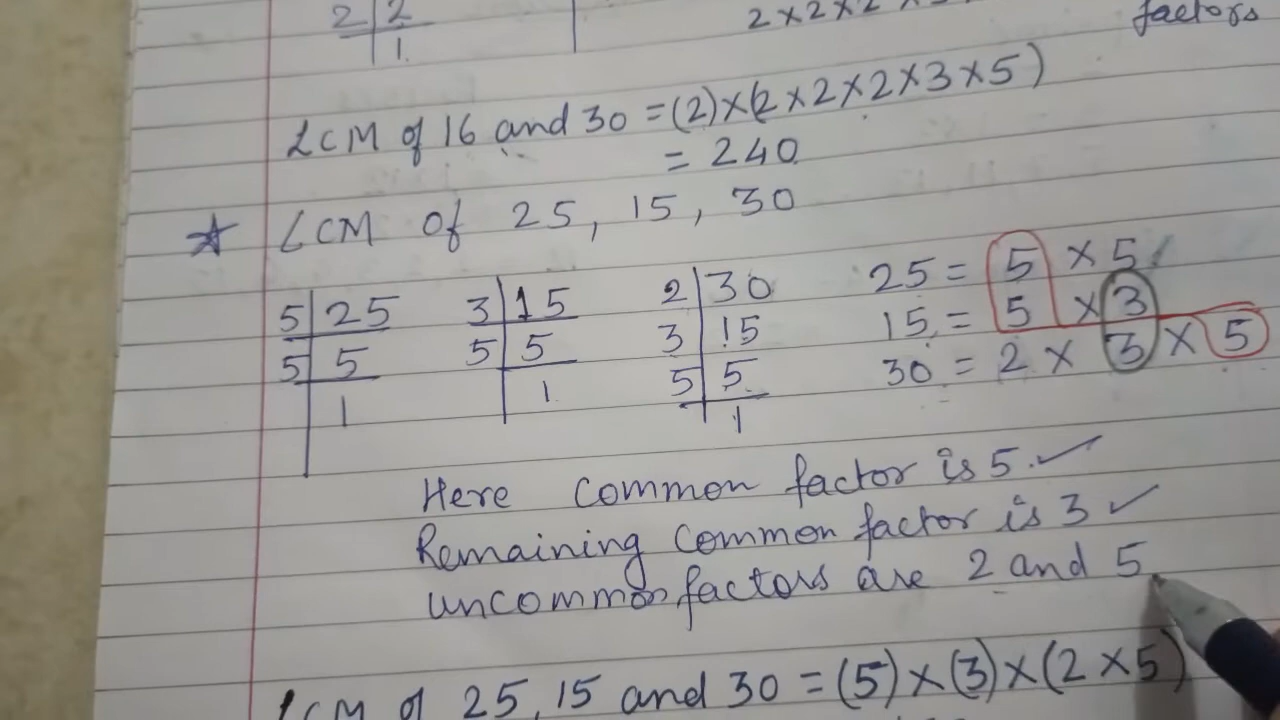 2 | 2
1
2×2×2×
factors
LCM of 16 and 30 = (2)×(2×2×2×3×5)
= 240
☆ LCM of 25, 15, 30
5 | 25   3 | 15   2 | 30   25 = 5 × 5
5 | 5   5 | 5   3 | 15   15 = 5 × 3
1   1   5 | 5   30 = 2 × 3 × 5
1
Here common factor is 5. ✓
Remaining common factor is 3 ✓
uncommon factors are 2 and 5
LCM of 25, 15 and 30 = (5)×(3)×(2×5)